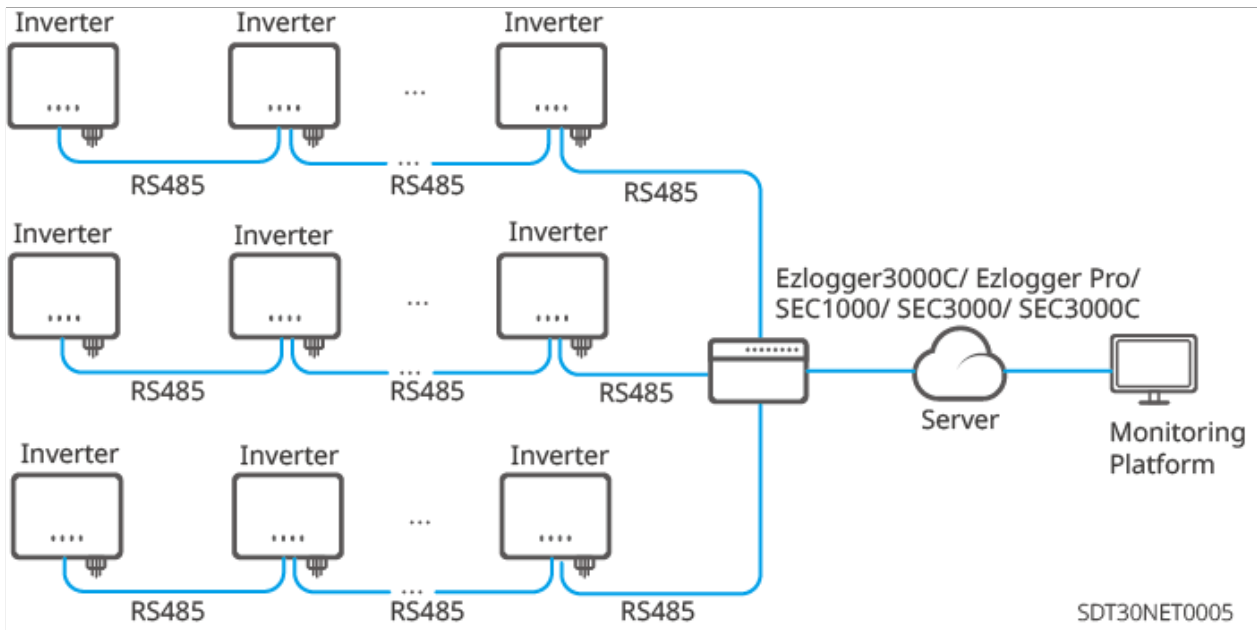 Inverter
Inverter
Inverter
...
RS485
...
RS485
RS485
Inverter
Inverter
Inverter
...
RS485
...
RS485
RS485
Ezlogger3000C/ Ezlogger Pro/
SEC1000/ SEC3000/ SEC3000C
Server
Monitoring
Platform
Inverter
Inverter
Inverter
...
RS485
...
RS485
RS485
SDT30NET0005